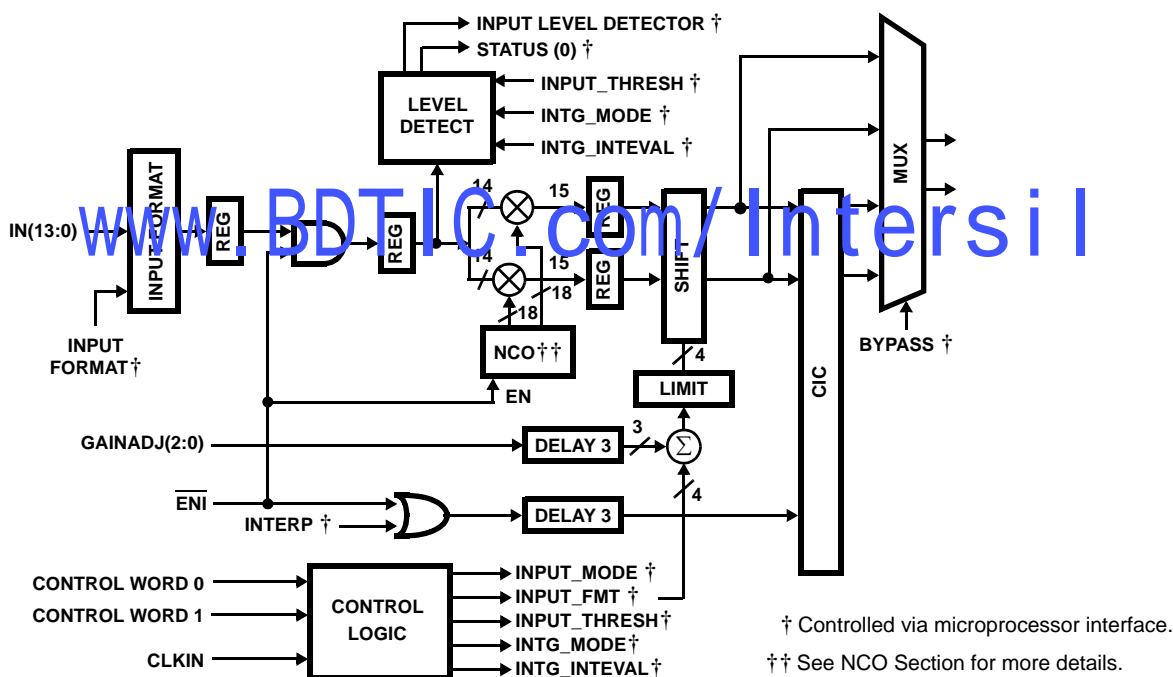 INPUT LEVEL DETECTOR †
STATUS (0) †
INPUT_THRESH †
LEVEL
DETECT
INTG_MODE †
INTG_INTEVAL †
MUX
INPUT FORMAT
14
15
REG
www.BDTIC.com/Intersil
IN(13:0)
REG
REG
14
15
REG
SHIFT
18
18
INPUT
FORMAT †
NCO††
BYPASS †
4
EN
LIMIT
CIC
GAINADJ(2:0)
DELAY 3
3
Σ
4
ENI
INTERP †
DELAY 3
CONTROL WORD 0
INPUT_MODE †
INPUT_FMT †
CONTROL WORD 1
CONTROL
LOGIC
INPUT_THRESH†
† Controlled via microprocessor interface.
INTG_MODE†
CLKIN
INTG_INTEVAL†
†† See NCO Section for more details.